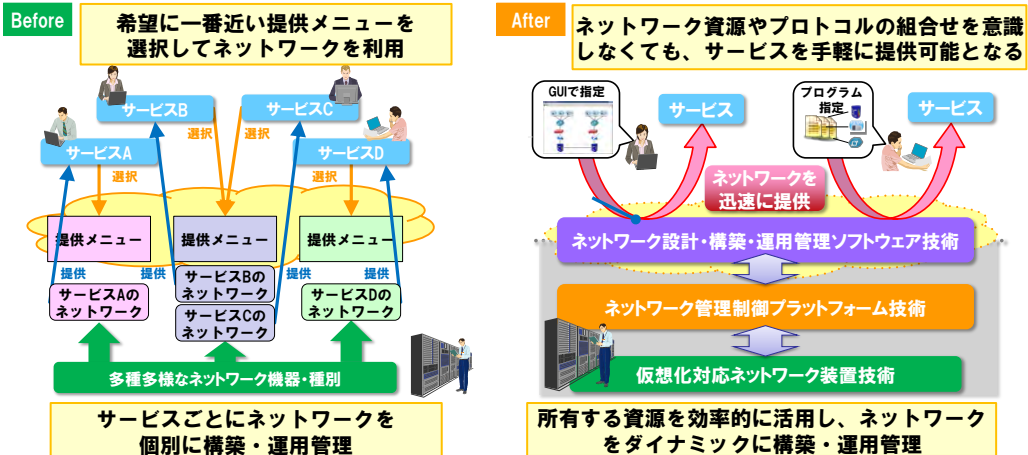 Before
希望に一番近い提供メニューを
選択してネットワークを利用
サービスB
サービスC
選択
選択
サービスA
サービスD
選択
選択
提供メニュー
提供メニュー
提供メニュー
提供
提供
提供
提供
サービスAの
ネットワーク
サービスBの
ネットワーク
サービスCの
ネットワーク
サービスDの
ネットワーク
多種多様なネットワーク機器・種別
サービスごとにネットワークを
個別に構築・運用管理
After
ネットワーク資源やプロトコルの組合せを意識
しなくても、サービスを手軽に提供可能となる
GUIで指定
サービス
プログラム
指定
サービス
ネットワークを
迅速に提供
ネットワーク設計・構築・運用管理ソフトウェア技術
ネットワーク管理制御プラットフォーム技術
仮想化対応ネットワーク装置技術
所有する資源を効率的に活用し、ネットワーク
をダイナミックに構築・運用管理